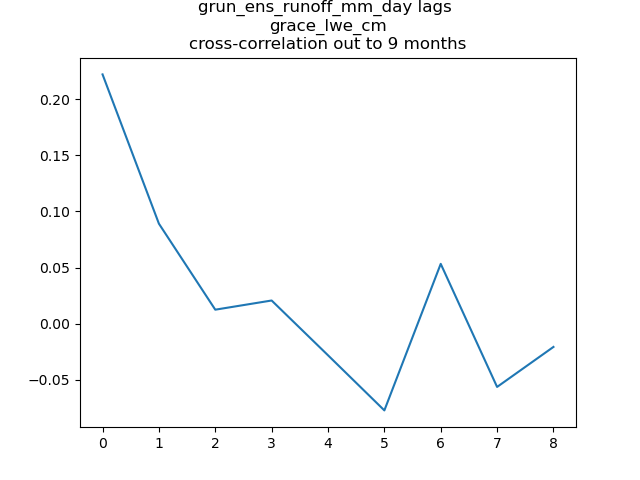 grun_ens_runoff_mm_day lags
grace_lwe_cm
cross-correlation out to 9 months
0.20
0.15
0.10
0.05
0.00
−0.05
0 1 2 3 4 5 6 7 8